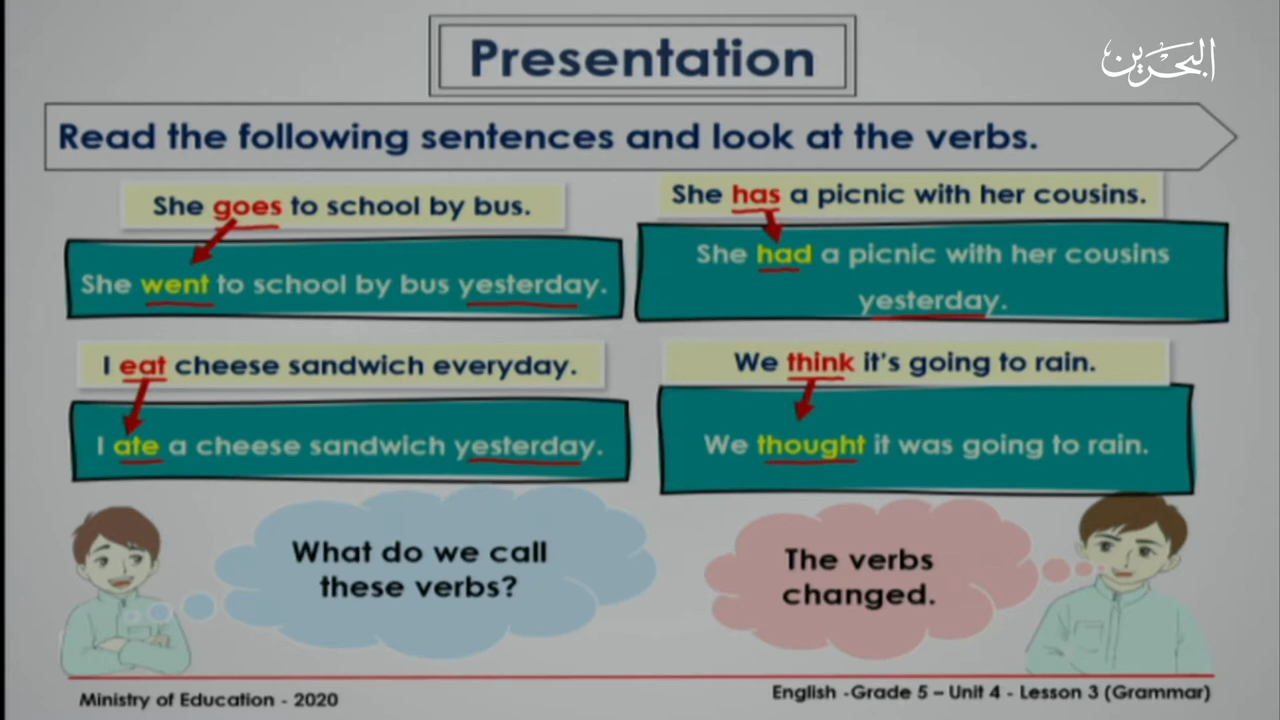 Presentation
البحرين
Read the following sentences and look at the verbs.
She goes to school by bus.
She went to school by bus yesterday.
She has a picnic with her cousins.
She had a picnic with her cousins
yesterday.
I eat cheese sandwich everyday.
I ate a cheese sandwich yesterday.
We think it's going to rain.
We thought it was going to rain.
What do we call
these verbs?
The verbs
changed.
Ministry of Education - 2020
English -Grade 5 – Unit 4 - Lesson 3 (Grammar)